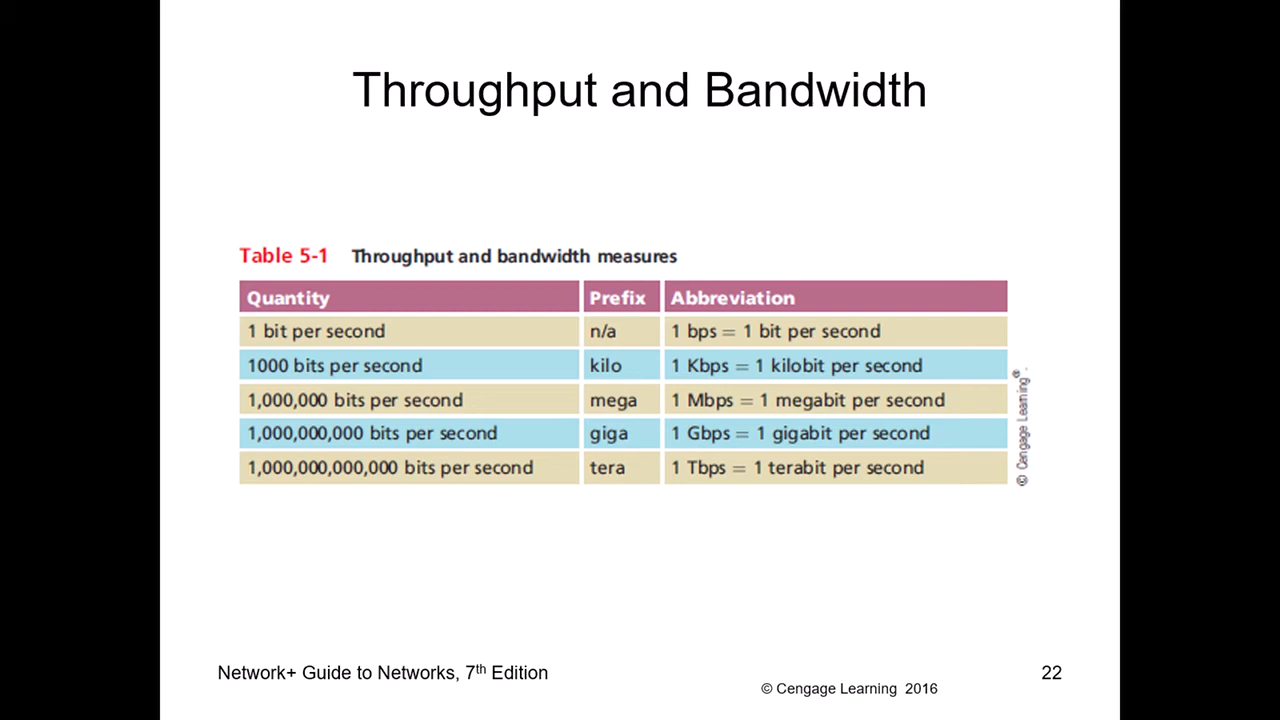 Throughput and Bandwidth
Table 5-1 Throughput and bandwidth measures
Quantity Prefix Abbreviation
1 bit per second n/a 1 bps = 1 bit per second
1000 bits per second kilo 1 Kbps = 1 kilobit per second
1,000,000 bits per second mega 1 Mbps = 1 megabit per second
1,000,000,000 bits per second giga 1 Gbps = 1 gigabit per second
1,000,000,000,000 bits per second tera 1 Tbps = 1 terabit per second
© Cengage Learning®.
Network+ Guide to Networks, 7th Edition
© Cengage Learning 2016
22